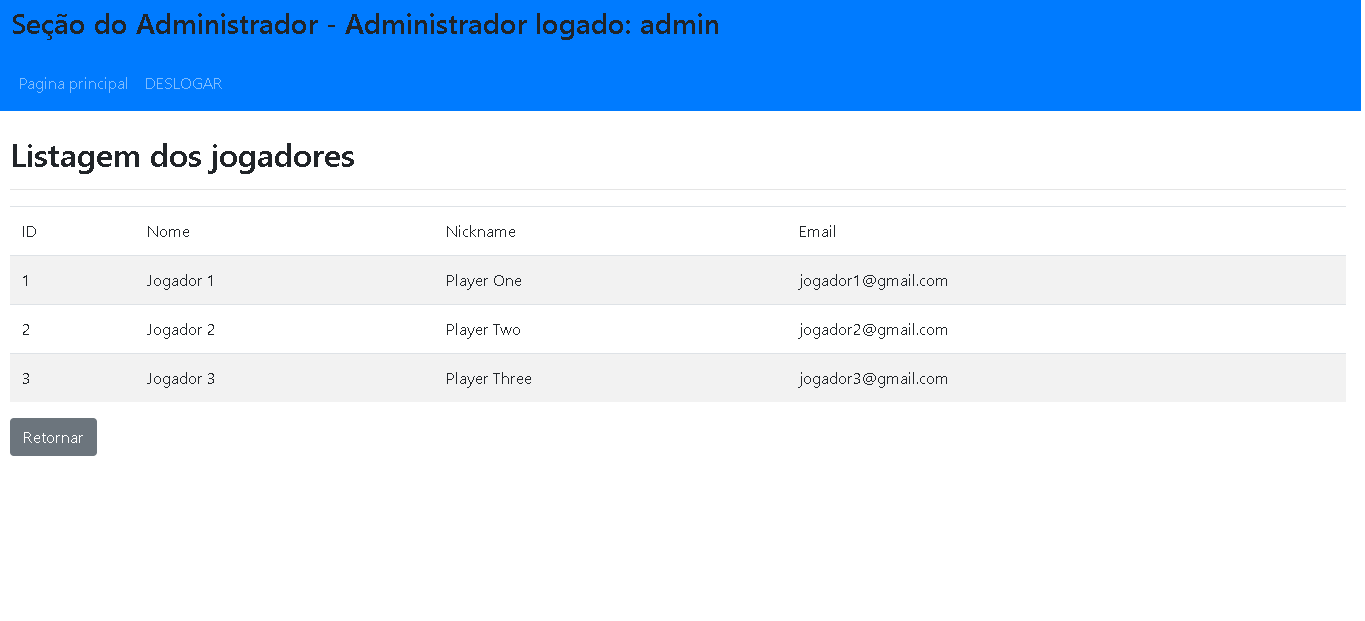 Seção do Administrador - Administrador logado: admin
Pagina principal DESLOGAR
Listagem dos jogadores
ID Nome Nickname Email
1 Jogador 1 Player One jogador1@gmail.com
2 Jogador 2 Player Two jogador2@gmail.com
3 Jogador 3 Player Three jogador3@gmail.com
Retornar